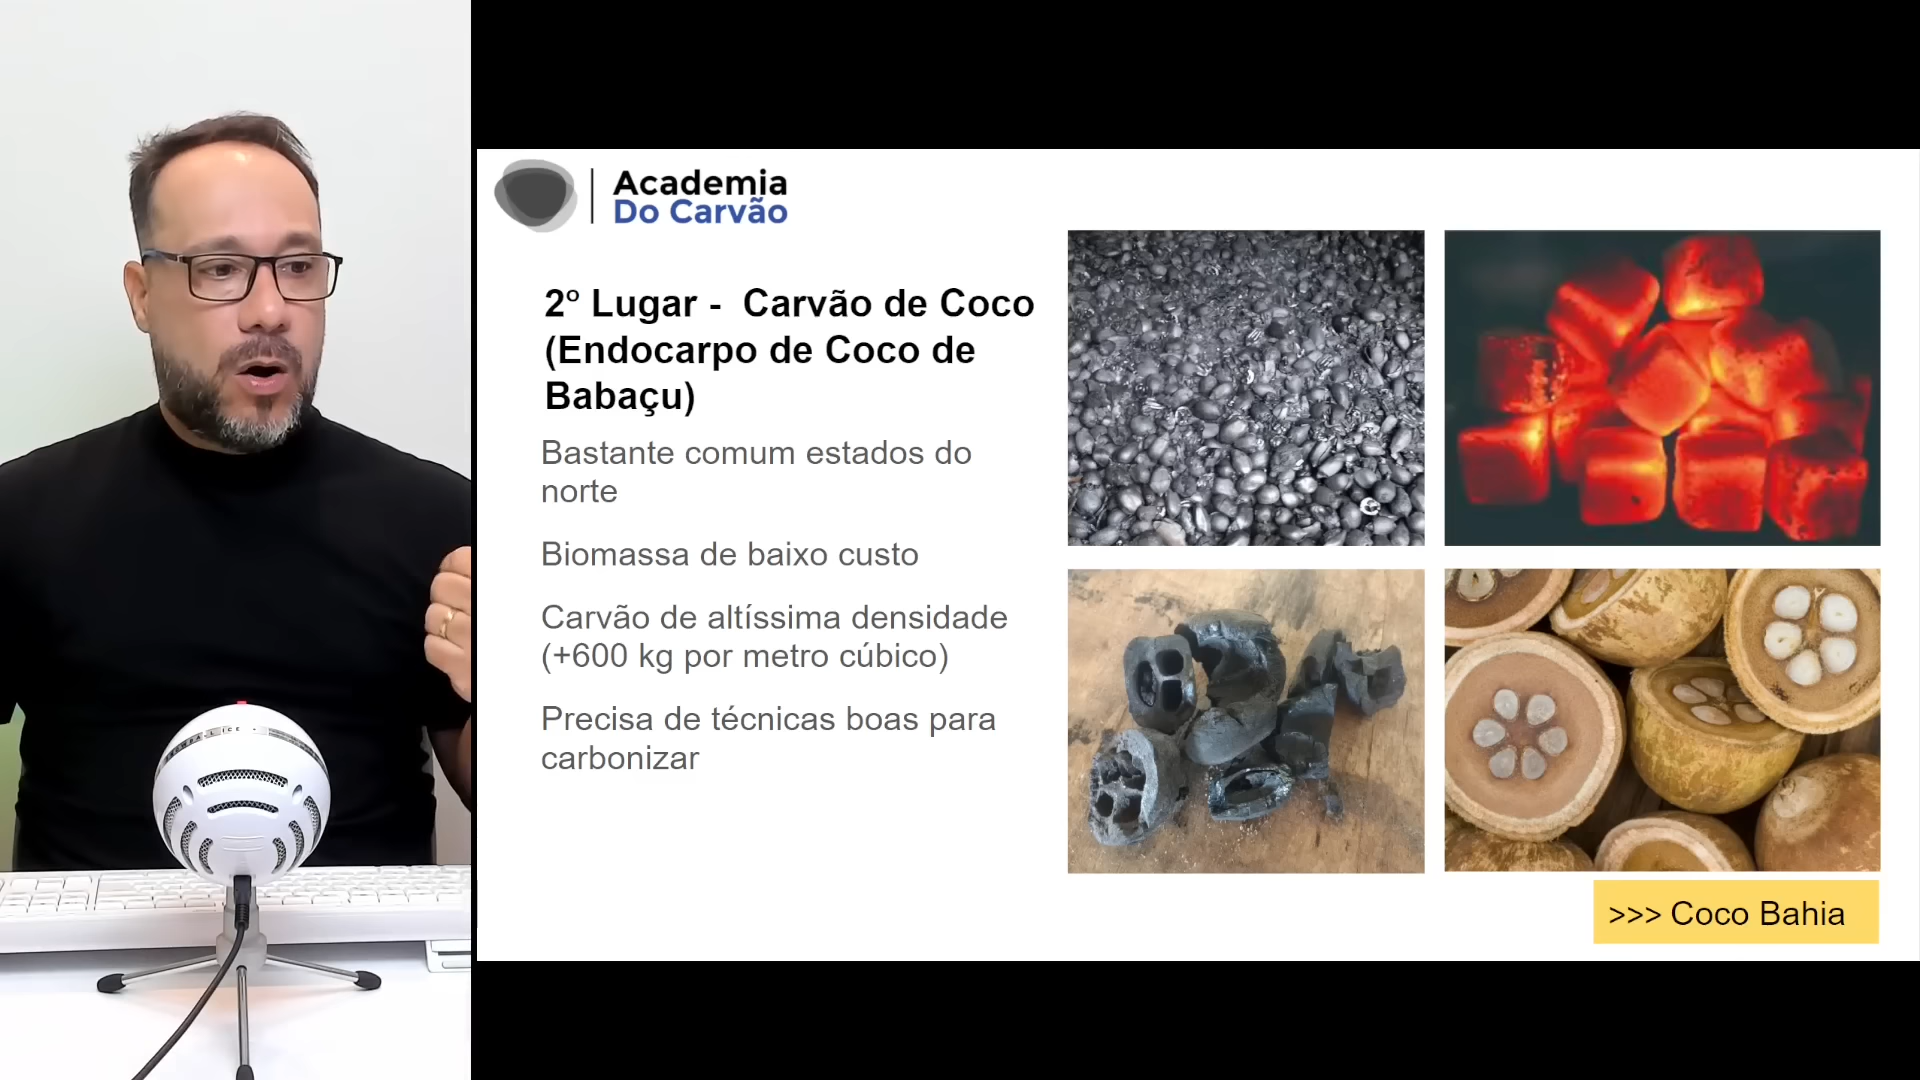 Academia
Do Carvão
2º Lugar - Carvão de Coco
(Endocarpo de Coco de
Babaçu)
Bastante comum estados do
norte
Biomassa de baixo custo
Carvão de altíssima densidade
(+600 kg por metro cúbico)
Precisa de técnicas boas para
carbonizar
>>> Coco Bahia